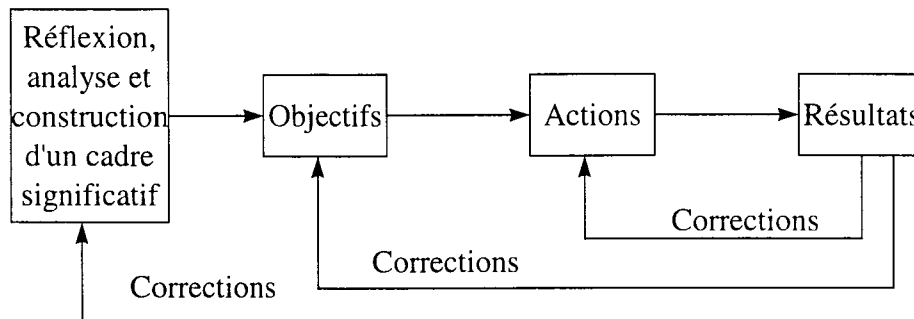 Réflexion,
analyse et
construction
d'un cadre
significatif
Objectifs
Actions
Résultats
Corrections
Corrections
Corrections